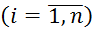 (i = \overline{1,n})